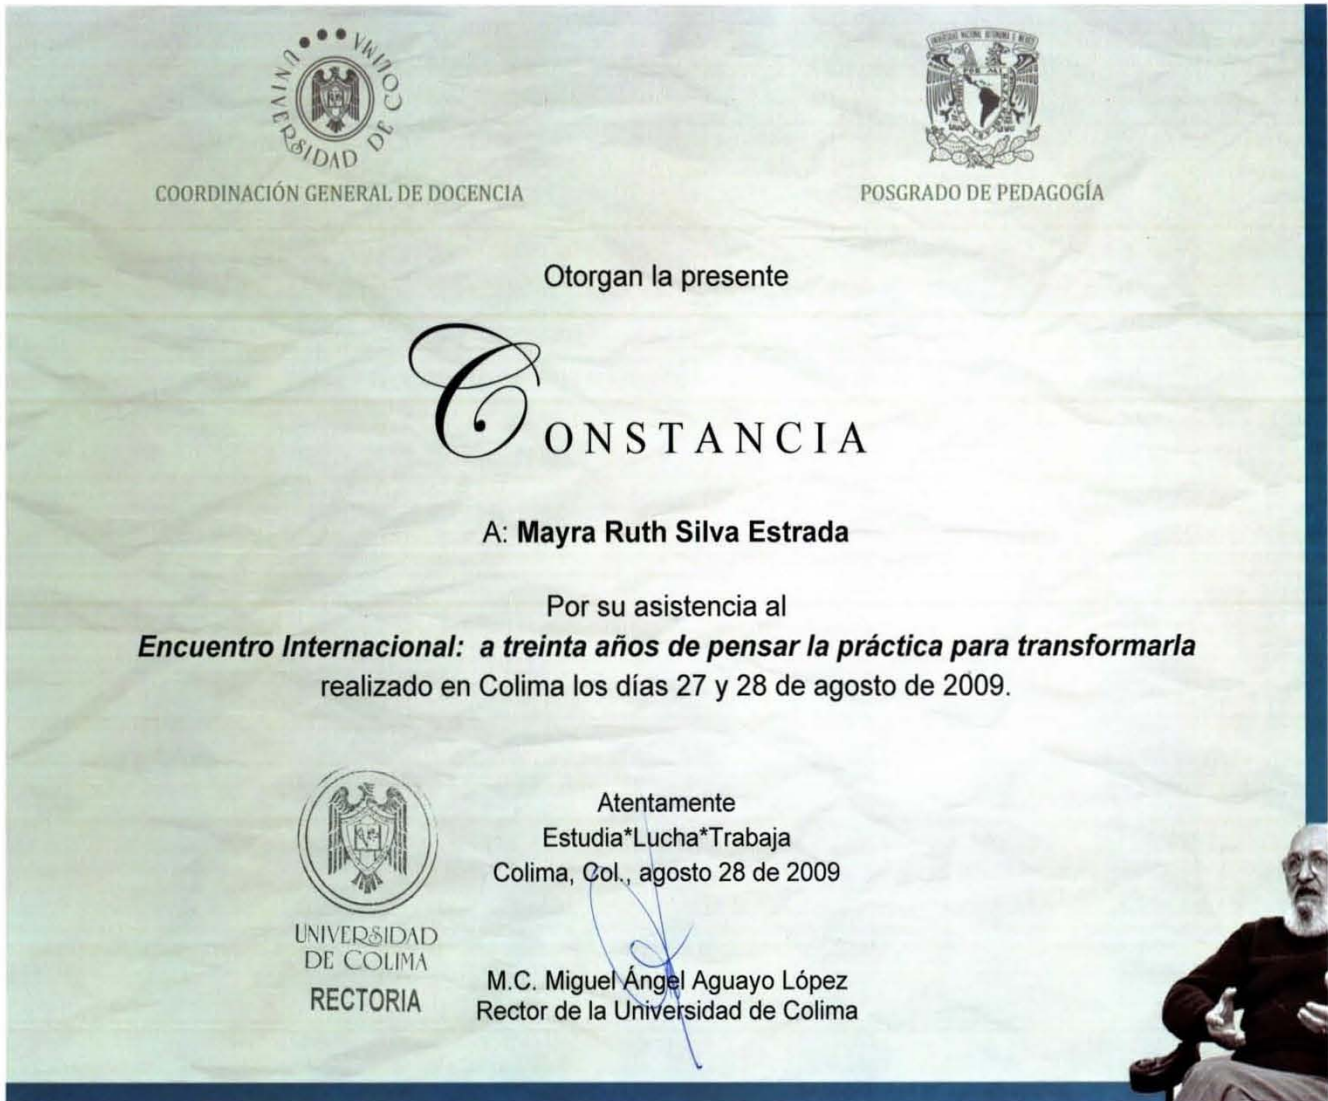 UNIVERSIDAD DE COLIMA
UNIVERSIDAD NACIONAL AUTONOMA
COORDINACIÓN GENERAL DE DOCENCIA
POSGRADO DE PEDAGOGÍA
Otorgan la presente
CONSTANCIA
A: Mayra Ruth Silva Estrada
Por su asistencia al
Encuentro Internacional: a treinta años de pensar la práctica para transformarla
realizado en Colima los días 27 y 28 de agosto de 2009.
Atentamente
Estudia*Lucha*Trabaja
Colima, Col., agosto 28 de 2009
UNIVERSIDAD
DE COLIMA
RECTORIA
M.C. Miguel Ángel Aguayo López
Rector de la Universidad de Colima